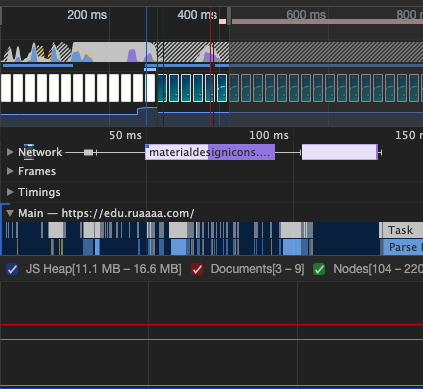 200 ms 400 ms 600 ms 800 m
50 ms 100 ms 150 m
Network materialdesignicons....
Frames
Timings
Main — https://edu.ruaaaa.com/
Task
Parse
JS Heap[11.1 MB – 16.6 MB] Documents[3 – 9] Nodes[104 – 220